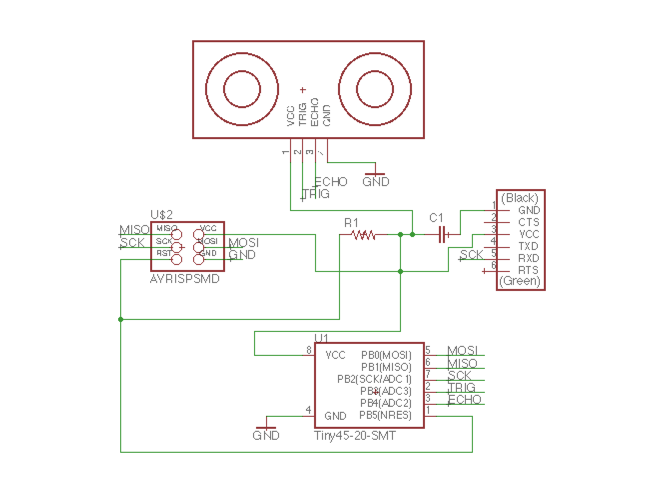 VCC
TRIG
ECHO
GND
1
2
3
ECHO
TRIG
GND
U$2
MISO
MISO
VCC
SCK
SCK
MOSI
MOSI
RST
GND
GND
AVRISPSMD
R1
C1
(Black)
1 GND
2 CTS
3 VCC
4 TXD
SCK 5 RXD
6 RTS
(Green)
U1
8 VCC
PB0(MOSI) 5 MOSI
PB1(MISO) 6 MISO
PB2(SCK/ADC1) 7 SCK
PB3(ADC3) 2 TRIG
PB4(ADC2) 3 ECHO
4 GND
PB5(NRES) 1
GND
Tiny45-20-SMT